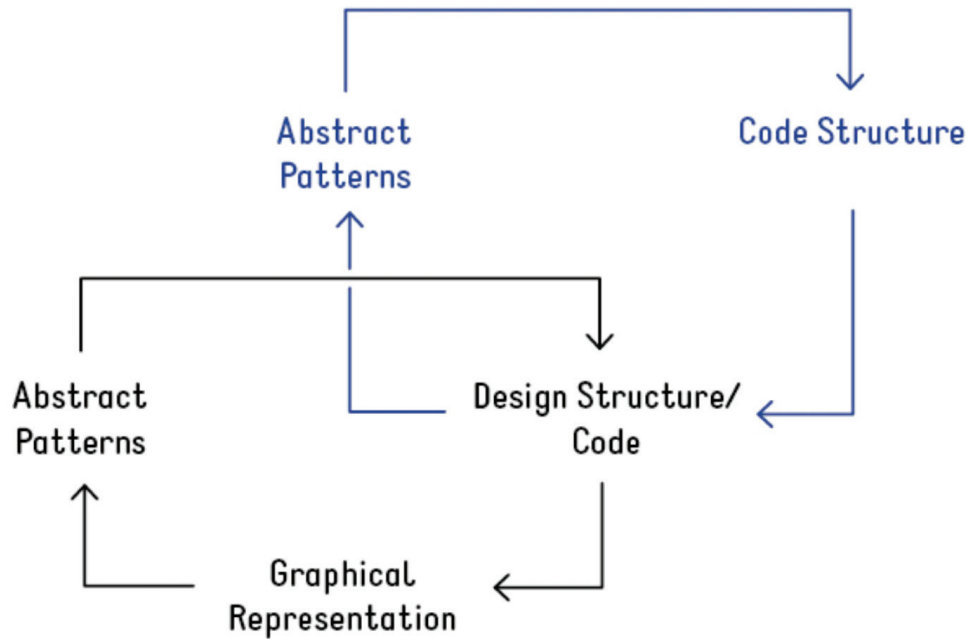 Abstract
Patterns
Code Structure
Abstract
Patterns
Design Structure/
Code
Graphical
Representation